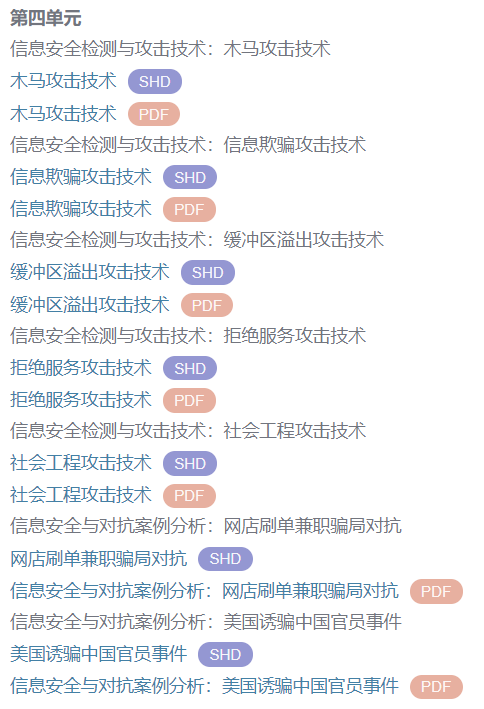 第四单元
信息安全检测与攻击技术：木马攻击技术
木马攻击技术 SHD
木马攻击技术 PDF
信息安全检测与攻击技术：信息欺骗攻击技术
信息欺骗攻击技术 SHD
信息欺骗攻击技术 PDF
信息安全检测与攻击技术：缓冲区溢出攻击技术
缓冲区溢出攻击技术 SHD
缓冲区溢出攻击技术 PDF
信息安全检测与攻击技术：拒绝服务攻击技术
拒绝服务攻击技术 SHD
拒绝服务攻击技术 PDF
信息安全检测与攻击技术：社会工程攻击技术
社会工程攻击技术 SHD
社会工程攻击技术 PDF
信息安全与对抗案例分析：网店刷单兼职骗局对抗
网店刷单兼职骗局对抗 SHD
信息安全与对抗案例分析：网店刷单兼职骗局对抗 PDF
信息安全与对抗案例分析：美国诱骗中国官员事件
美国诱骗中国官员事件 SHD
信息安全与对抗案例分析：美国诱骗中国官员事件 PDF